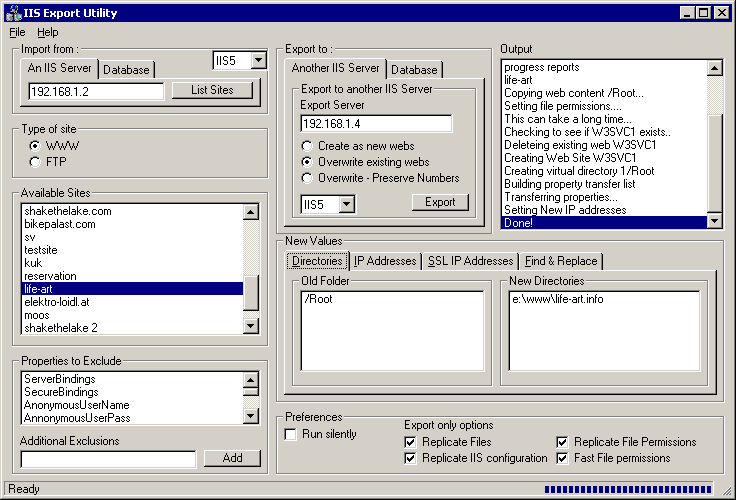 IIS Export Utility
File Help
Import from :
IIS5
An IIS Server Database
192.168.1.2 List Sites
Type of site
WWW
FTP
Available Sites
shakethelake.com
bikepalast.com
sv
testsite
kuk
reservation
life-art
elektro-loidl.at
moos
shakethelake 2
Properties to Exclude
ServerBindings
SecureBindings
AnonymousUserName
AnnonymousUserPass
Additional Exclusions
Add
Export to :
Another IIS Server Database
Export to another IIS Server
Export Server
192.168.1.4
Create as new webs
Overwrite existing webs
Overwrite - Preserve Numbers
IIS5 Export
Output
progress reports
life-art
Copying web content /Root...
Setting file permissions....
This can take a long time...
Checking to see if W3SVC1 exists..
Deleteing existing web W3SVC1
Creating Web Site W3SVC1
Creating virtual directory 1/Root
Building property transfer list
Transferring properties...
Setting New IP addresses
Done!
New Values
Directories IP Addresses SSL IP Addresses Find & Replace
Old Folder
/Root
New Directories
e:\www\life-art.info
Preferences
Run silently
Export only options
Replicate Files
Replicate File Permissions
Replicate IIS configuration
Fast File permissions
Ready